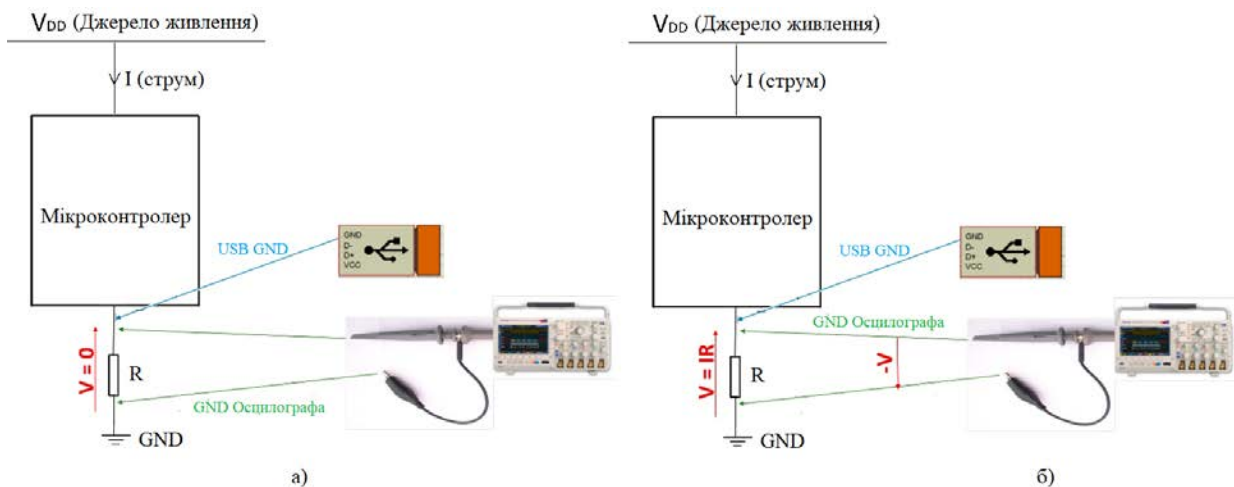 VDD (Джерело живлення)
I (струм)
Мікроконтролер
USB GND
GND
D-
D+
VCC
V = 0
R
GND Осцилографа
GND
а)
VDD (Джерело живлення)
I (струм)
Мікроконтролер
USB GND
GND
D-
D+
VCC
GND Осцилографа
V = IR
R
-V
GND
б)